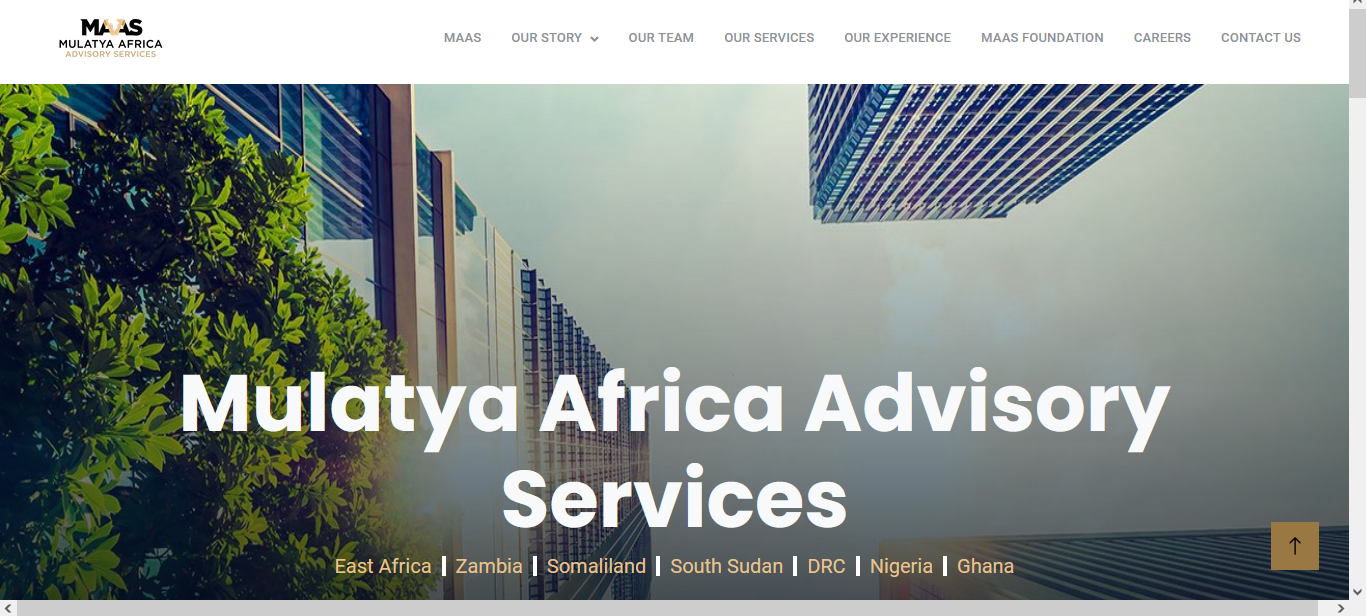 MAAS
MULATYA AFRICA
ADVISORY SERVICES
MAAS OUR STORY OUR TEAM OUR SERVICES OUR EXPERIENCE MAAS FOUNDATION CAREERS CONTACT US
Mulatya Africa Advisory
Services
East Africa | Zambia | Somaliland | South Sudan | DRC | Nigeria | Ghana